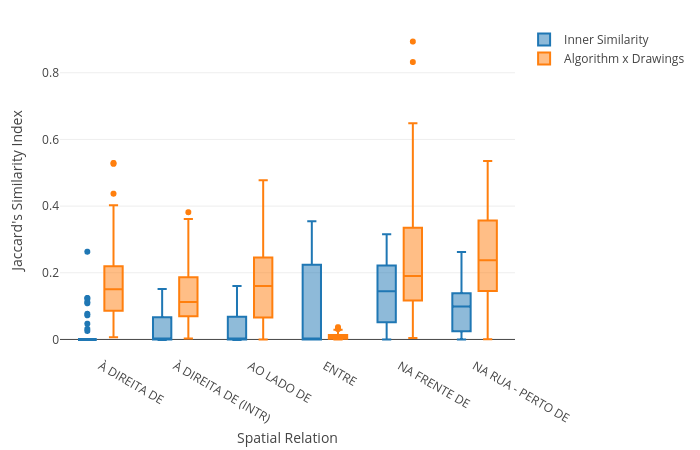 Inner Similarity
Algorithm x Drawings
0.8
0.6
0.4
0.2
0
Jaccard's Similarity Index
À DIREITA DE
À DIREITA DE (INTR)
AO LADO DE
ENTRE
NA FRENTE DE
NA RUA - PERTO DE
Spatial Relation